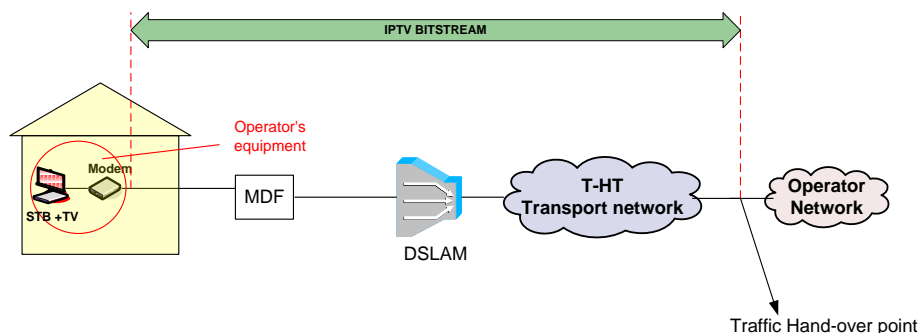 IPTV BITSTREAM
Operator's
equipment
Modem
STB +TV
MDF
DSLAM
T-HT
Transport network
Operator
Network
Traffic Hand-over point